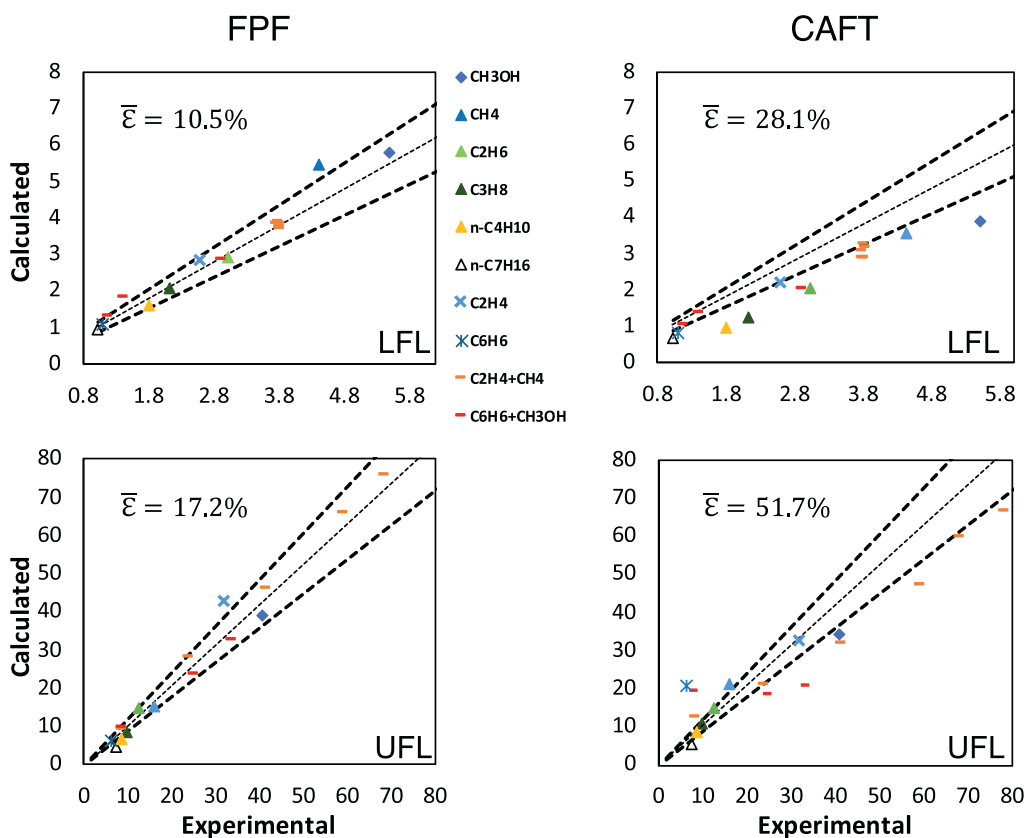 FPF
CAFT
8
7
6
5
4
3
2
1
0
Calculated
ε̅ = 10.5%
LFL
0.8
1.8
2.8
3.8
4.8
5.8
CH3OH
CH4
C2H6
C3H8
n-C4H10
n-C7H16
C2H4
C6H6
C2H4+CH4
C6H6+CH3OH
8
7
6
5
4
3
2
1
0
ε̅ = 28.1%
LFL
0.8
1.8
2.8
3.8
4.8
5.8
80
70
60
50
40
30
20
10
0
Calculated
ε̅ = 17.2%
UFL
0 10 20 30 40 50 60 70 80
Experimental
80
70
60
50
40
30
20
10
0
ε̅ = 51.7%
UFL
0 10 20 30 40 50 60 70 80
Experimental